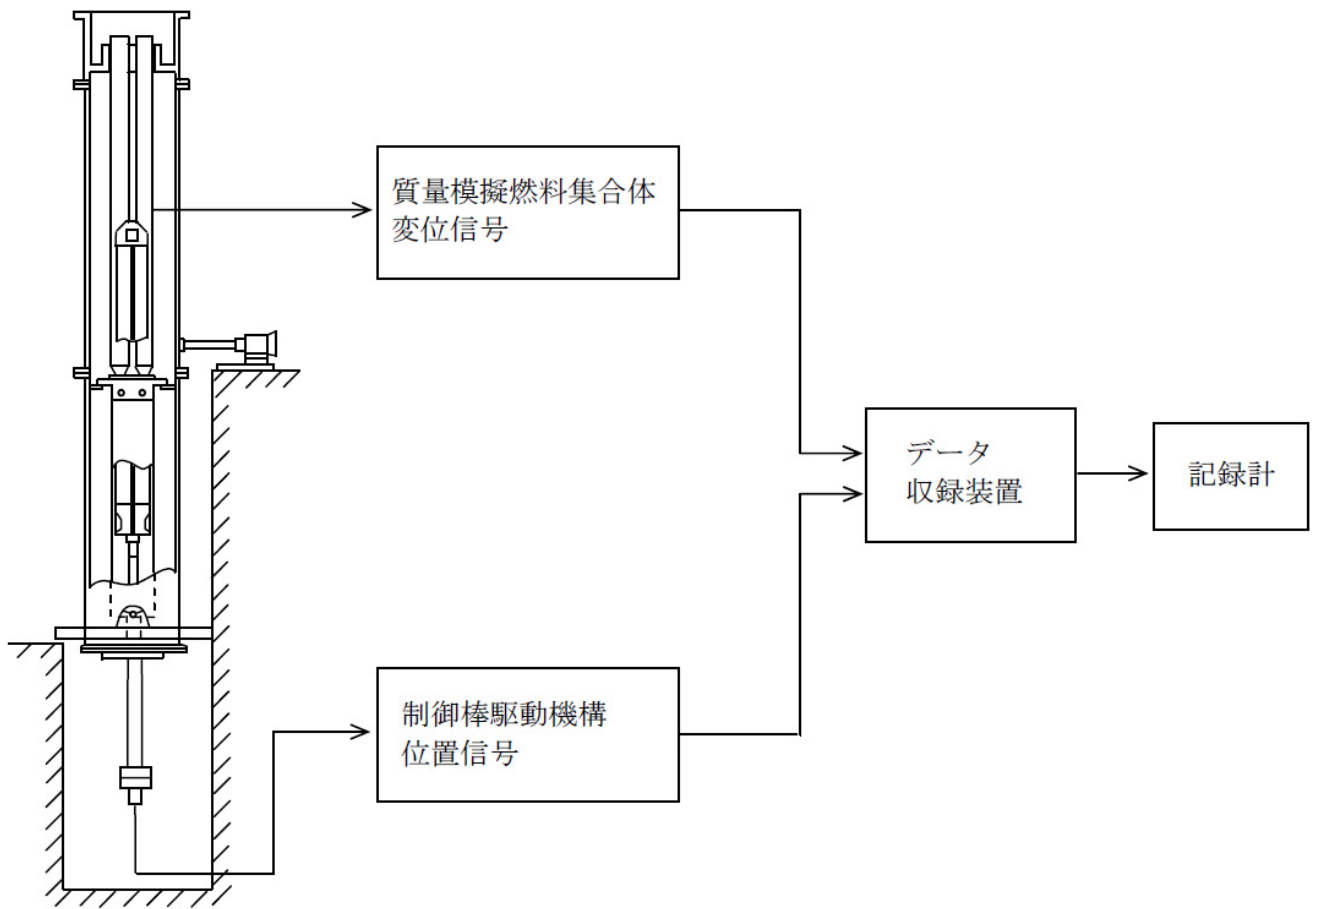 質量模擬燃料集合体
変位信号
データ
収録装置
記録計
制御棒駆動機構
位置信号